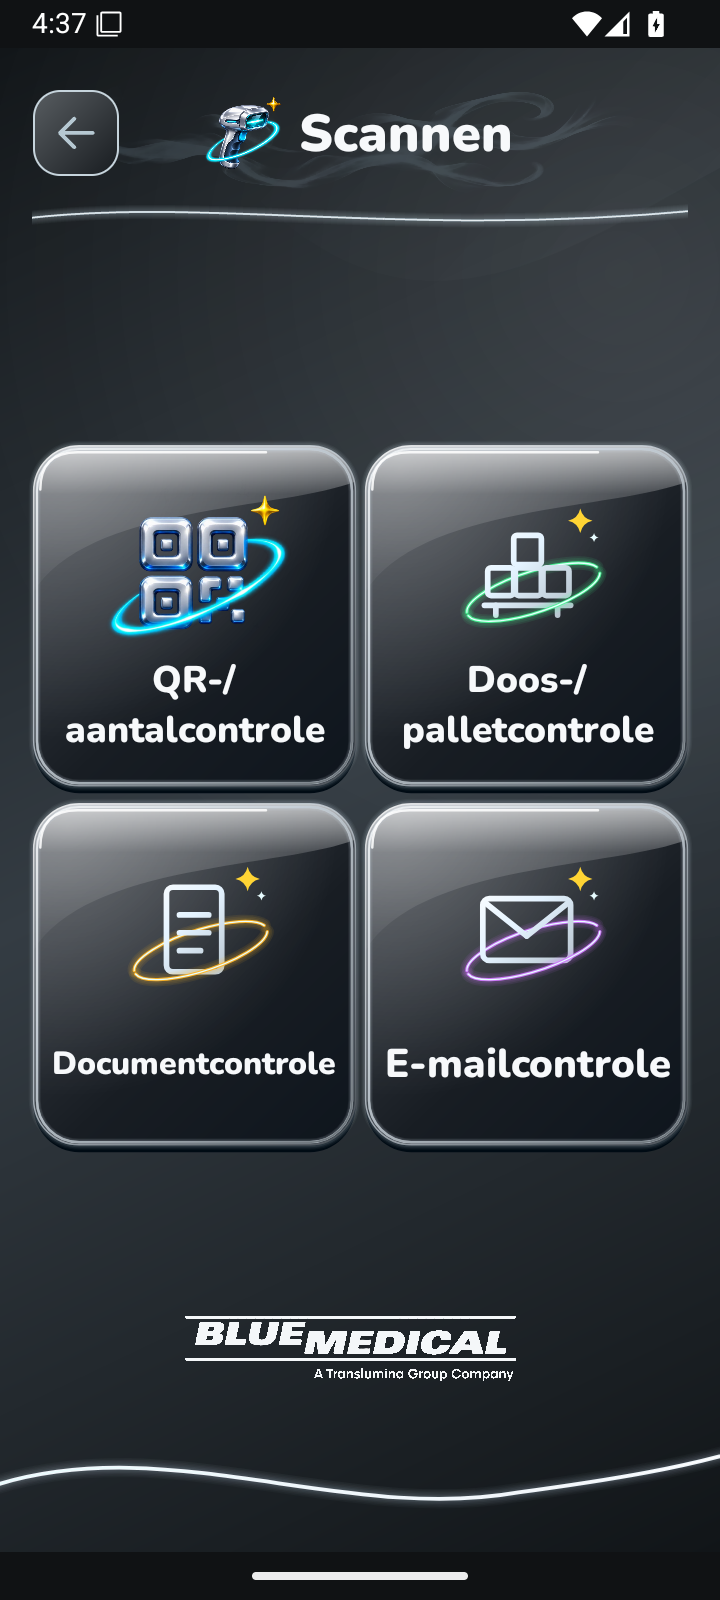 4:37
Scannen
QR-/
aantalcontrole
Doos-/
palletcontrole
Documentcontrole
E-mailcontrole
BLUEMEDICAL
A Translumina Group Company